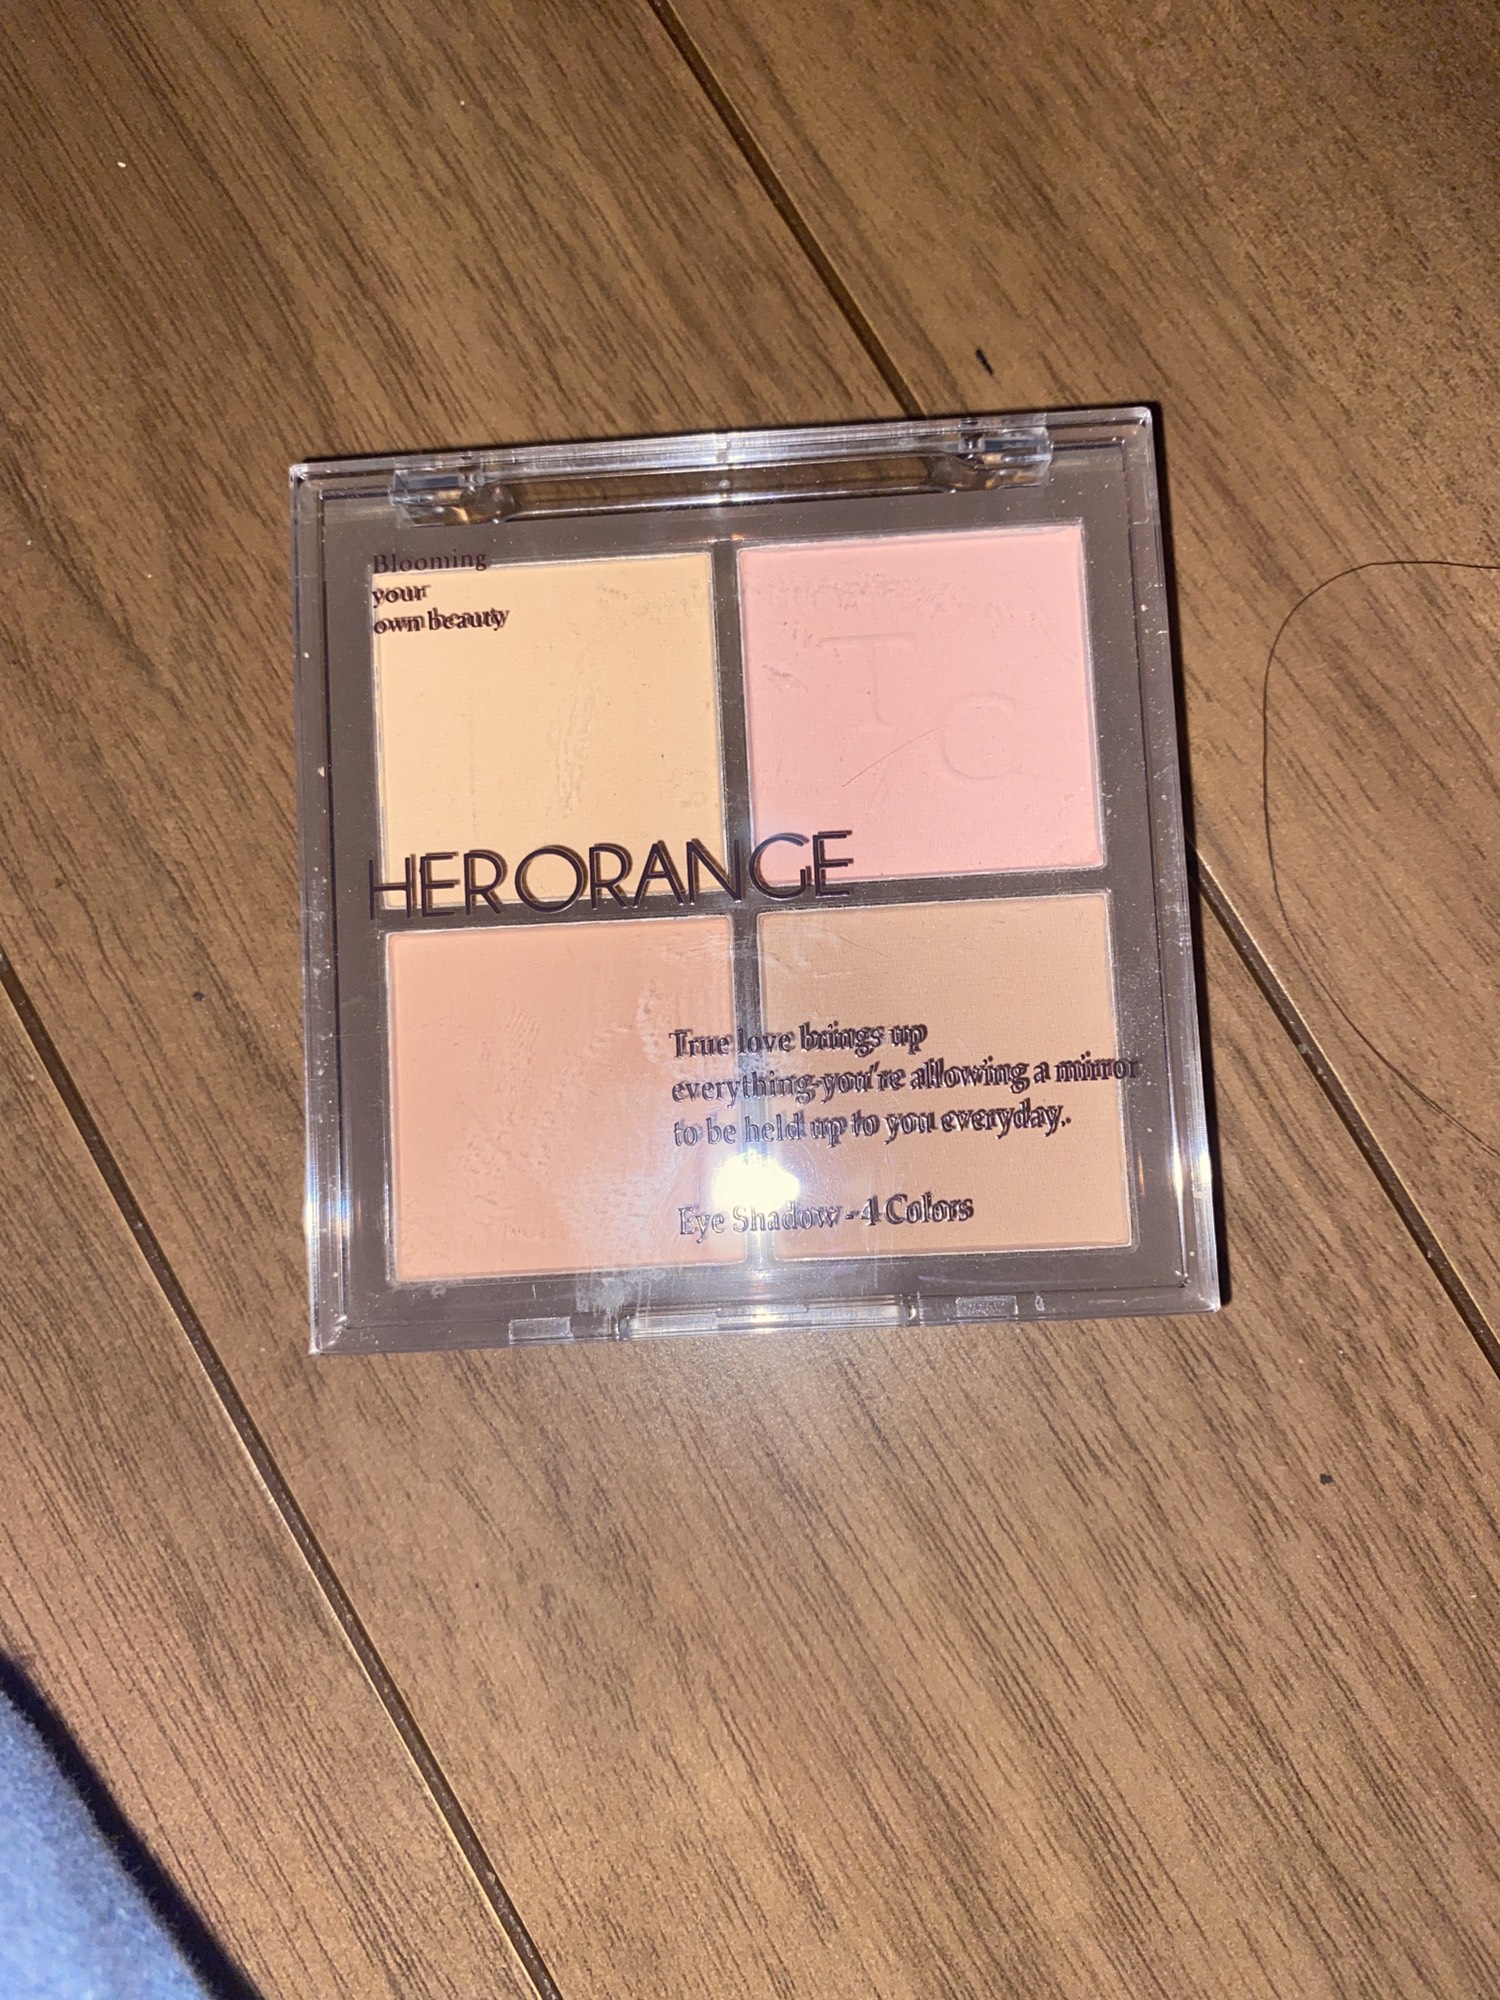 Blooming
your
own beauty
T
C
HERORANGE
True love brings up
everything-you're allowing a mirror
to be held up to you everyday.
Eye Shadow - 4 Colors